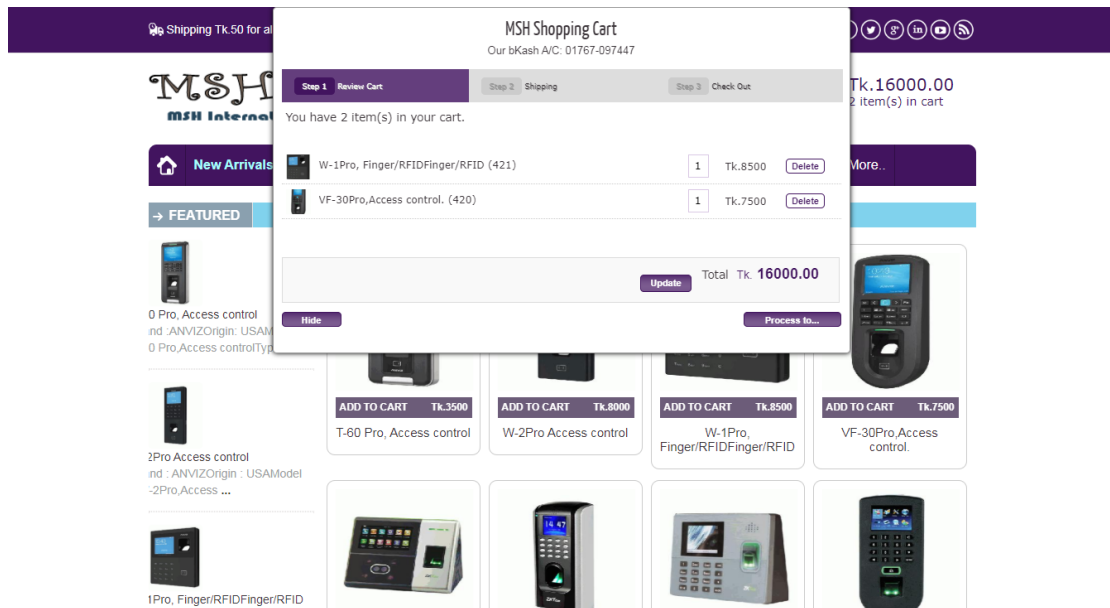 Shipping Tk.50 for al
MSH Shopping Cart
Our bKash A/C: 01767-097447
MSH
MSH Internat
Tk.16000.00
2 item(s) in cart
Step 1 Review Cart
Step 2 Shipping
Step 3 Check Out
You have 2 item(s) in your cart.
New Arrivals
More..
W-1Pro, Finger/RFIDFinger/RFID (421) 1 Tk.8500 Delete
VF-30Pro,Access control. (420) 1 Tk.7500 Delete
→ FEATURED
Update Total Tk. 16000.00
Hide
Process to...
0 Pro, Access control
nd :ANVIZOrigin: USAM
0 Pro,Access controlTyp
ADD TO CART Tk.3500
T-60 Pro, Access control
ADD TO CART Tk.8000
W-2Pro Access control
ADD TO CART Tk.8500
W-1Pro,
Finger/RFIDFinger/RFID
ADD TO CART Tk.7500
VF-30Pro,Access
control.
2Pro Access control
nd : ANVIZOrigin : USAModel
-2Pro,Access ...
1Pro, Finger/RFIDFinger/RFID